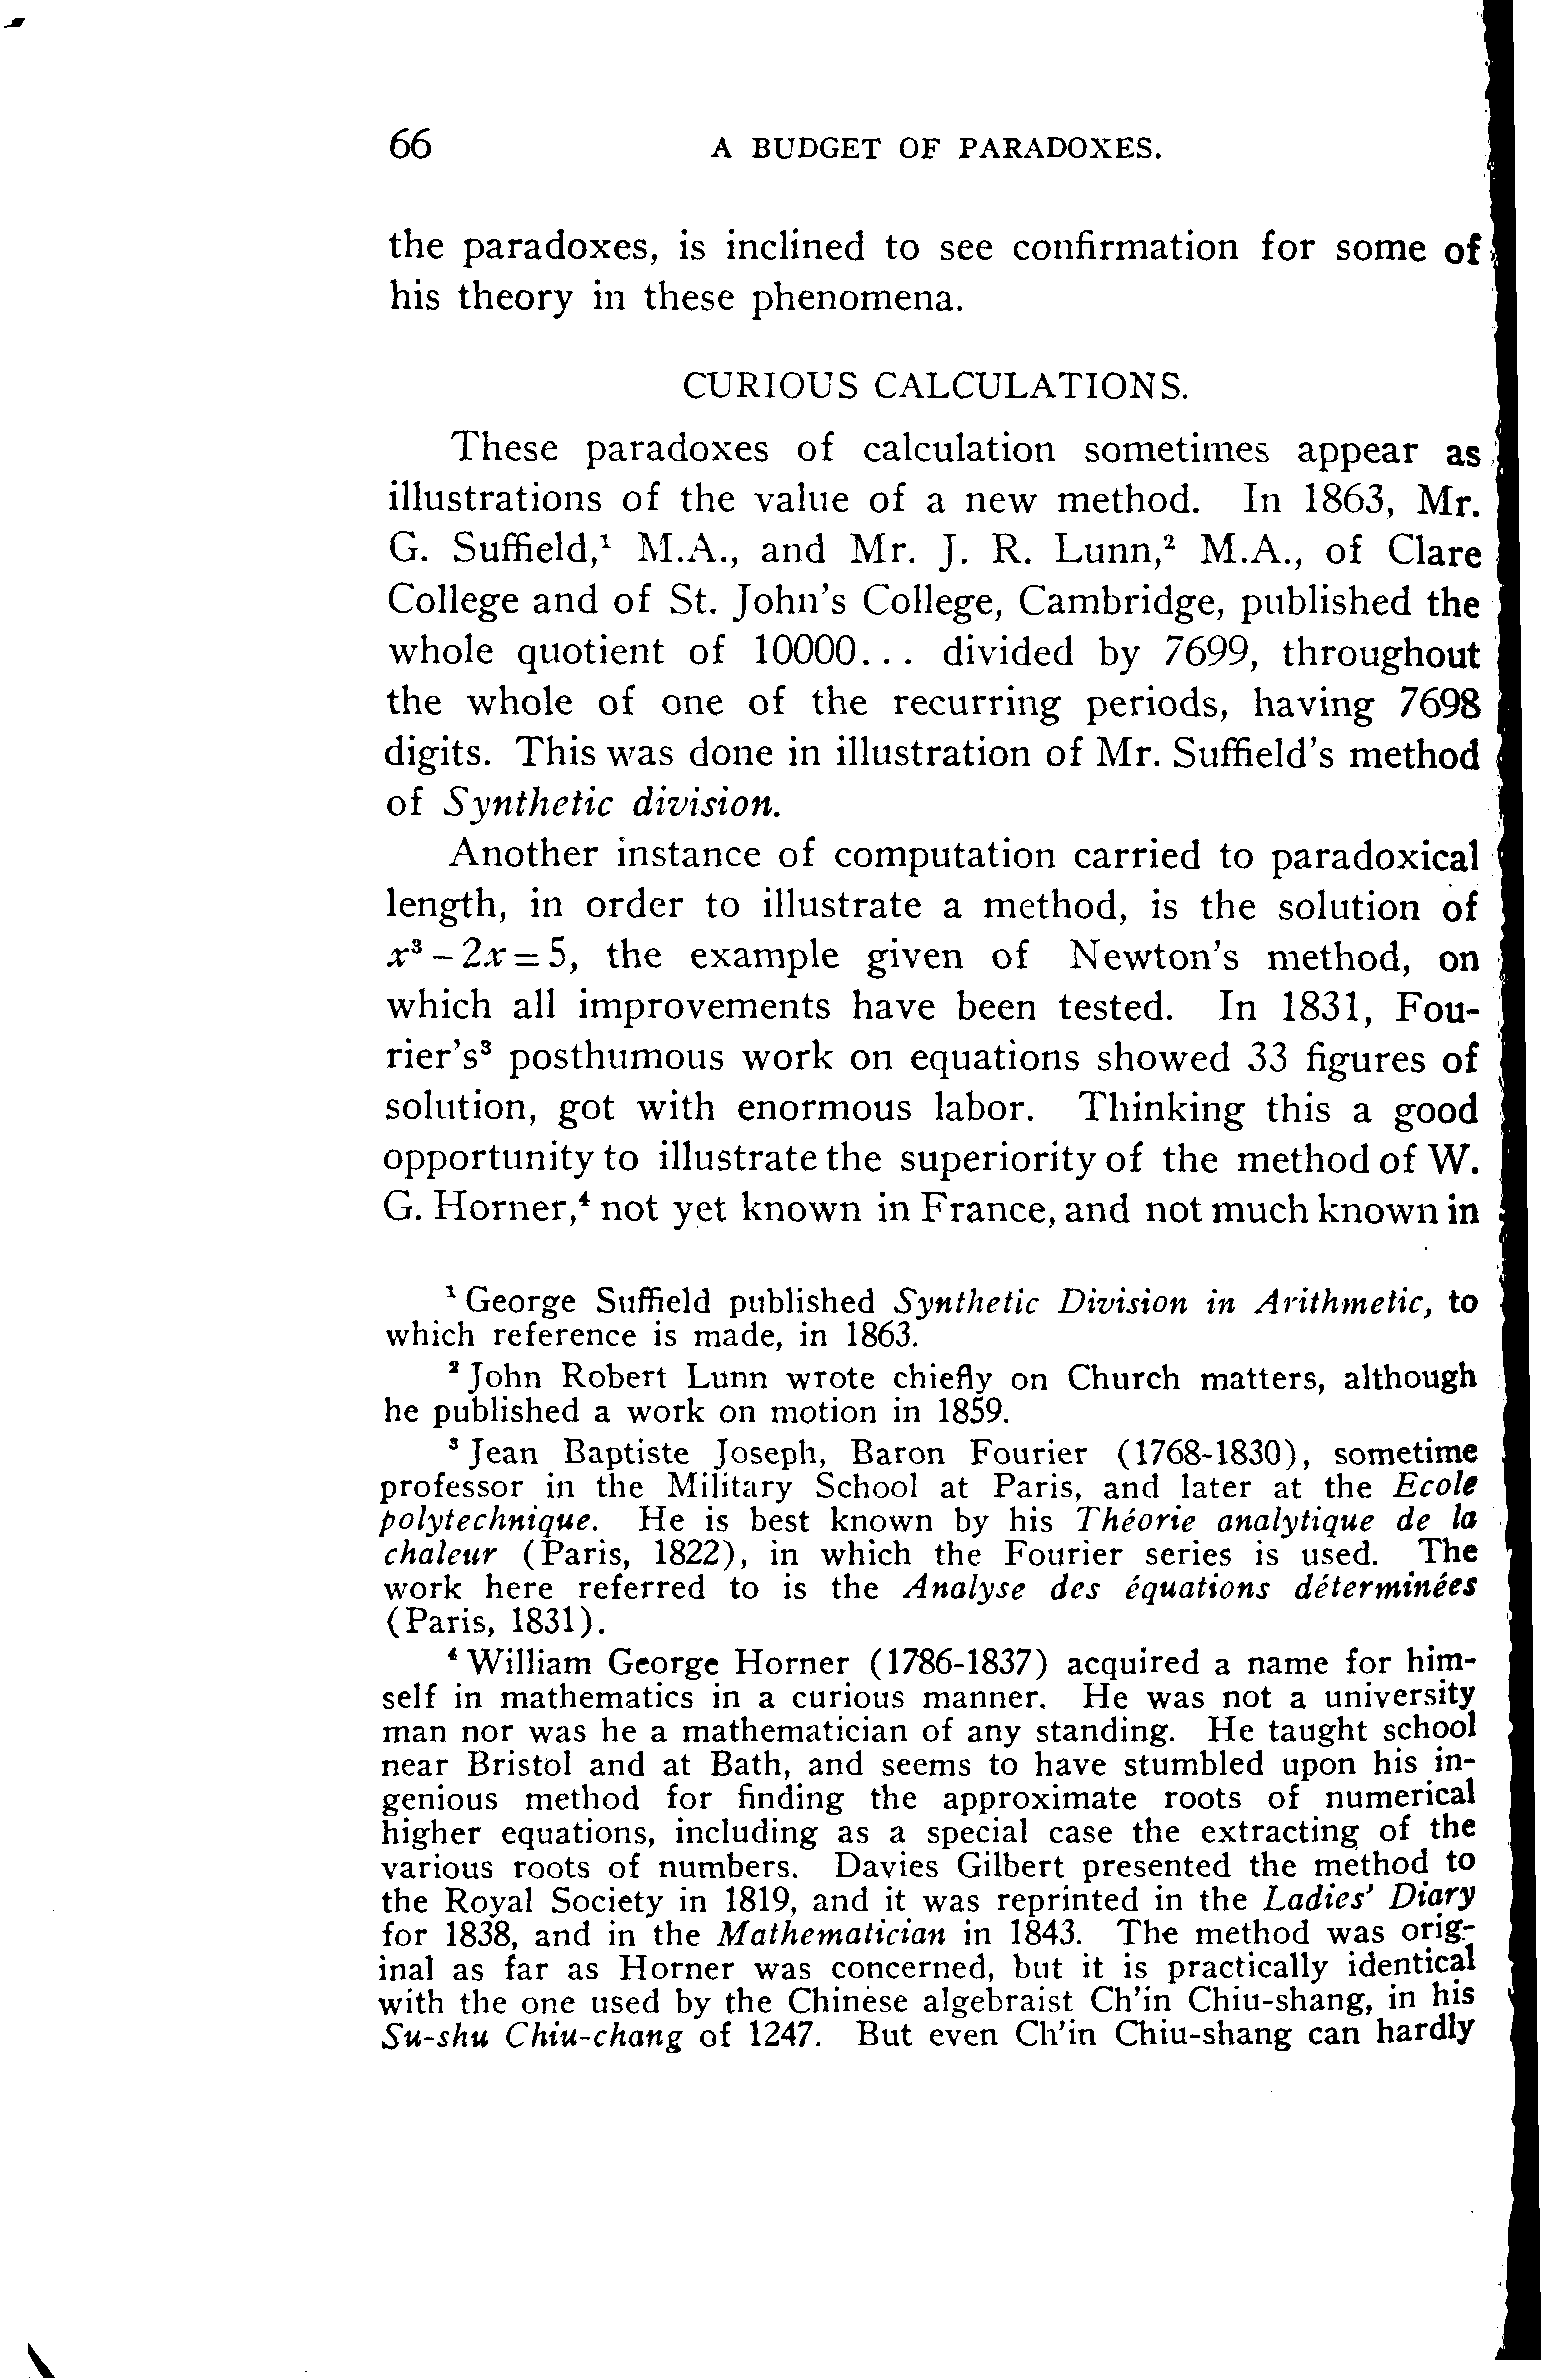 66 A BUDGET OF PARADOXES.
the paradoxes, is inclined to see confirmation for some of
his theory in these phenomena.
CURIOUS CALCULATIONS.
These paradoxes of calculation sometimes appear as
illustrations of the value of a new method. In 1863, Mr.
G. Suffield,¹ M.A., and Mr. J. R. Lunn,² M.A., of Clare
College and of St. John's College, Cambridge, published the
whole quotient of 10000... divided by 7699, throughout
the whole of one of the recurring periods, having 7698
digits. This was done in illustration of Mr. Suffield's method
of Synthetic division.
Another instance of computation carried to paradoxical
length, in order to illustrate a method, is the solution of
x³ – 2x = 5, the example given of Newton's method, on
which all improvements have been tested. In 1831, Fou-
rier's³ posthumous work on equations showed 33 figures of
solution, got with enormous labor. Thinking this a good
opportunity to illustrate the superiority of the method of W.
G. Horner,⁴ not yet known in France, and not much known in
¹ George Suffield published Synthetic Division in Arithmetic, to
which reference is made, in 1863.
² John Robert Lunn wrote chiefly on Church matters, although
he published a work on motion in 1859.
³ Jean Baptiste Joseph, Baron Fourier (1768-1830), sometime
professor in the Military School at Paris, and later at the Ecole
polytechnique. He is best known by his Théorie analytique de la
chaleur (Paris, 1822), in which the Fourier series is used. The
work here referred to is the Analyse des équations déterminées
(Paris, 1831).
⁴ William George Horner (1786-1837) acquired a name for him-
self in mathematics in a curious manner. He was not a university
man nor was he a mathematician of any standing. He taught school
near Bristol and at Bath, and seems to have stumbled upon his in-
genious method for finding the approximate roots of numerical
higher equations, including as a special case the extracting of the
various roots of numbers. Davies Gilbert presented the method to
the Royal Society in 1819, and it was reprinted in the Ladies' Diary
for 1838, and in the Mathematician in 1843. The method was orig-
inal as far as Horner was concerned, but it is practically identical
with the one used by the Chinese algebraist Ch'in Chiu-shang, in his
Su-shu Chiu-chang of 1247. But even Ch'in Chiu-shang can hardly